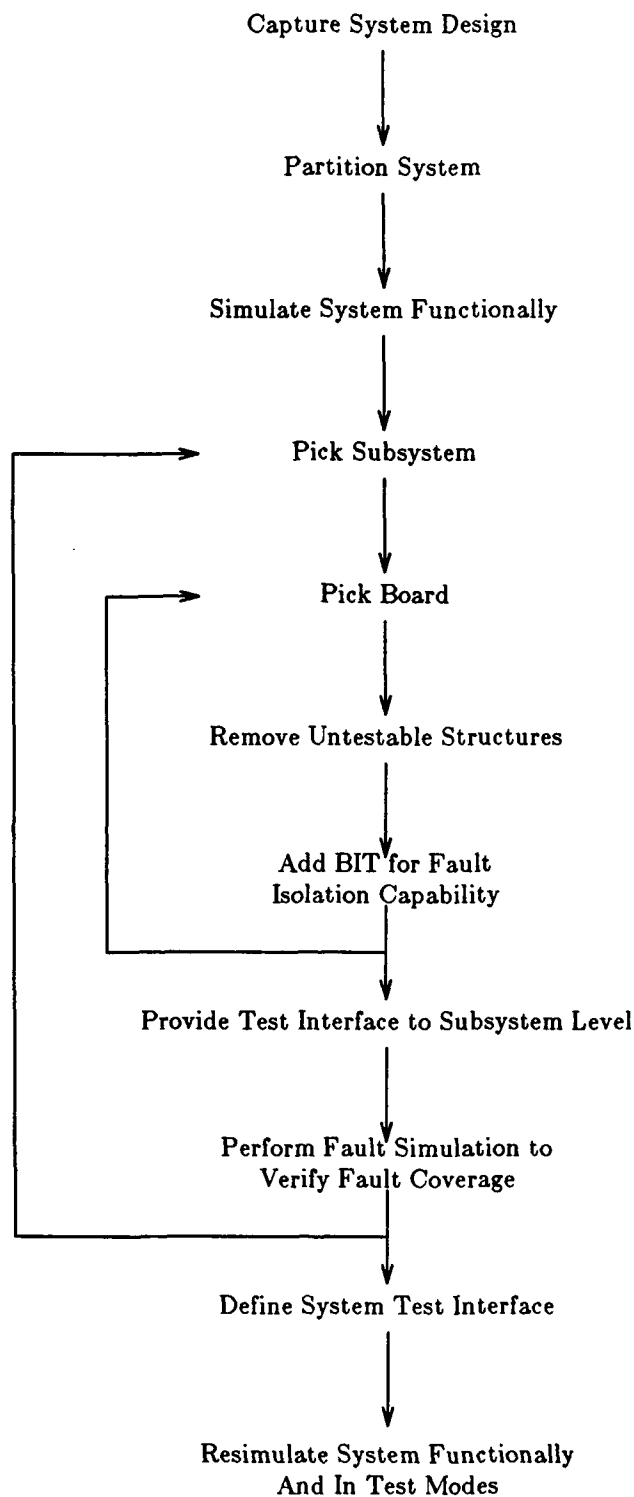 Capture System Design
Partition System
Simulate System Functionally
Pick Subsystem
Pick Board
Remove Untestable Structures
Add BIT for Fault
Isolation Capability
Provide Test Interface to Subsystem Level
Perform Fault Simulation to
Verify Fault Coverage
Define System Test Interface
Resimulate System Functionally
And In Test Modes